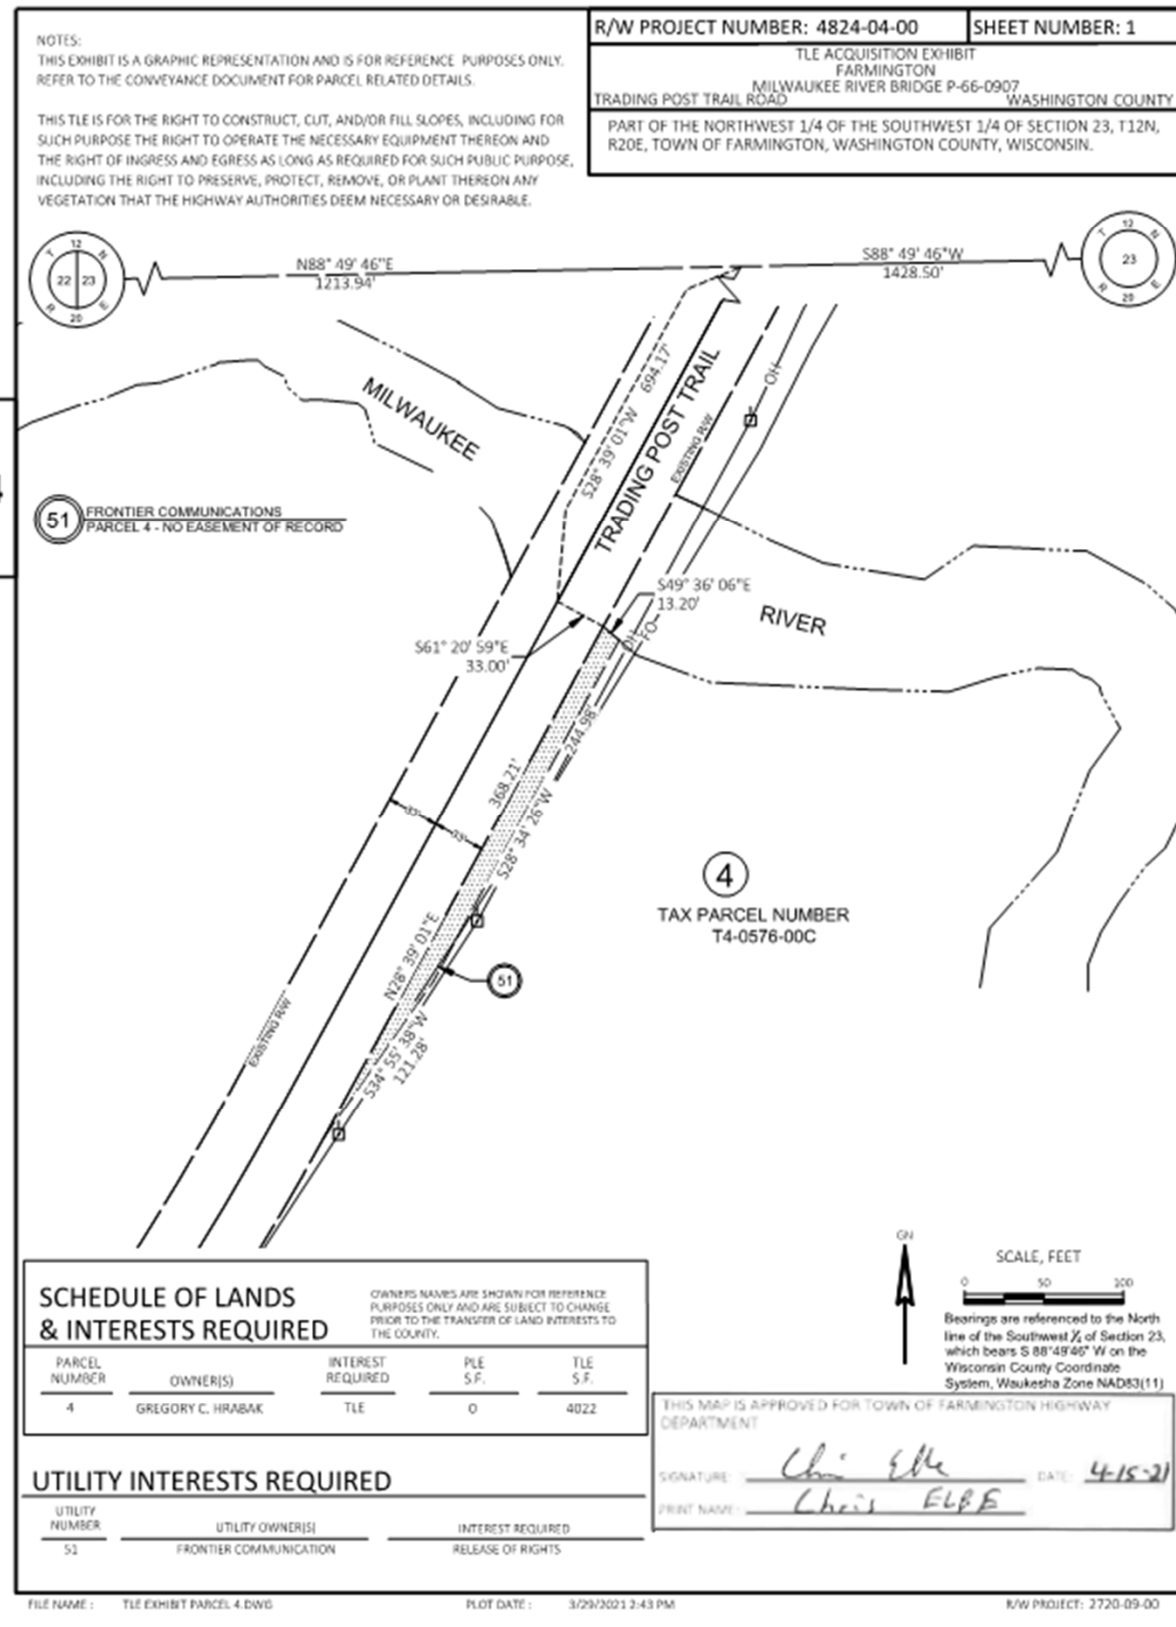 NOTES:
THIS EXHIBIT IS A GRAPHIC REPRESENTATION AND IS FOR REFERENCE PURPOSES ONLY.
REFER TO THE CONVEYANCE DOCUMENT FOR PARCEL RELATED DETAILS.
THIS TLE IS FOR THE RIGHT TO CONSTRUCT, CUT, AND/OR FILL SLOPES, INCLUDING FOR
SUCH PURPOSE THE RIGHT TO OPERATE THE NECESSARY EQUIPMENT THEREON AND
THE RIGHT OF INGRESS AND EGRESS AS LONG AS REQUIRED FOR SUCH PUBLIC PURPOSE,
INCLUDING THE RIGHT TO PRESERVE, PROTECT, REMOVE, OR PLANT THEREON ANY
VEGETATION THAT THE HIGHWAY AUTHORITIES DEEM NECESSARY OR DESIRABLE.
R/W PROJECT NUMBER: 4824-04-00
SHEET NUMBER: 1
TLE ACQUISITION EXHIBIT
FARMINGTON
MILWAUKEE RIVER BRIDGE P-66-0907
TRADING POST TRAIL ROAD
WASHINGTON COUNTY
PART OF THE NORTHWEST 1/4 OF THE SOUTHWEST 1/4 OF SECTION 23, T12N,
R20E, TOWN OF FARMINGTON, WASHINGTON COUNTY, WISCONSIN.
T 12 N
22 23
R 20 E
N88° 49' 46"E
1213.94'
S88° 49' 46"W
1428.50'
T 12 N
23
R 20 E
MILWAUKEE
S28° 39' 01"W 694.17'
TRADING POST TRAIL
EXISTING R/W
OH
51
FRONTIER COMMUNICATIONS
PARCEL 4 - NO EASEMENT OF RECORD
S49° 36' 06"E
13.20'
RIVER
S61° 20' 59"E
33.00'
OH
FO
368.21'
244.98'
S28° 34' 26"W
33'
33'
4
TAX PARCEL NUMBER
T4-0576-00C
N28° 39' 01"E
51
S34° 55' 38"W
121.28'
EXISTING R/W
GN
SCALE, FEET
0 50 100
Bearings are referenced to the North
line of the Southwest ¼ of Section 23,
which bears S 88°49'46" W on the
Wisconsin County Coordinate
System, Waukesha Zone NAD83(11)
SCHEDULE OF LANDS
& INTERESTS REQUIRED
OWNERS NAMES ARE SHOWN FOR REFERENCE
PURPOSES ONLY AND ARE SUBJECT TO CHANGE
PRIOR TO THE TRANSFER OF LAND INTERESTS TO
THE COUNTY.
PARCEL NUMBER OWNER(S) INTEREST REQUIRED PLE S.F. TLE S.F.
4 GREGORY C. HRABAK TLE 0 4022
THIS MAP IS APPROVED FOR TOWN OF FARMINGTON HIGHWAY
DEPARTMENT
SIGNATURE: Chris Elbe DATE: 4-15-21
PRINT NAME: Chris ELBE
UTILITY INTERESTS REQUIRED
UTILITY NUMBER UTILITY OWNER(S) INTEREST REQUIRED
51 FRONTIER COMMUNICATION RELEASE OF RIGHTS
FILE NAME : TLE EXHIBIT PARCEL 4.DWG PLOT DATE : 3/29/2021 2:43 PM R/W PROJECT: 2720-09-00